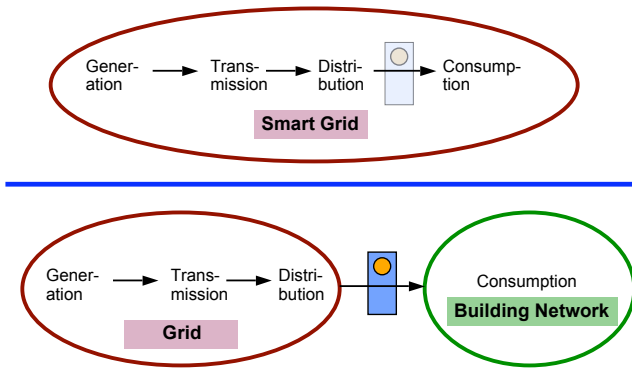 Gener-
ation
Trans-
mission
Distri-
bution
Consump-
tion
Smart Grid
Gener-
ation
Trans-
mission
Distri-
bution
Grid
Consumption
Building Network